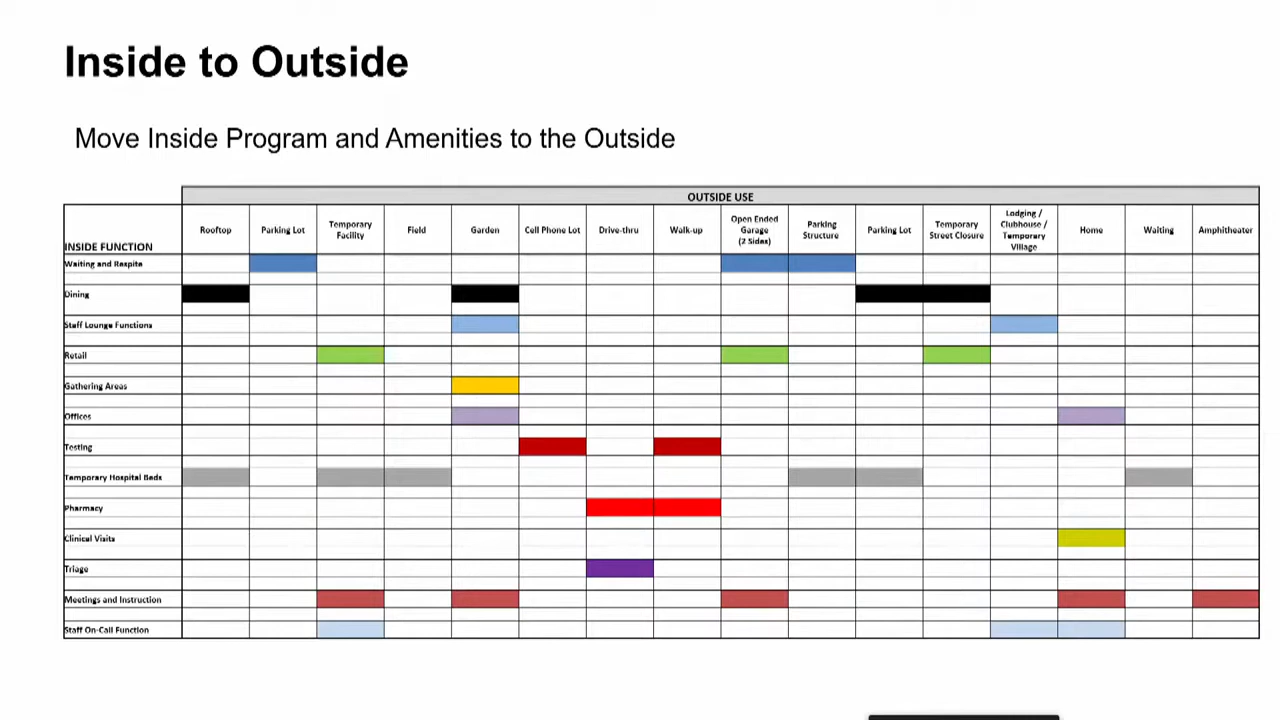 Inside to Outside
Move Inside Program and Amenities to the Outside
OUTSIDE USE
INSIDE FUNCTION
Rooftop
Parking Lot
Temporary
Facility
Field
Garden
Cell Phone Lot
Drive-thru
Walk-up
Open Ended
Garage
(2 Sides)
Parking
Structure
Parking Lot
Temporary
Street Closure
Lodging /
Clubhouse /
Temporary
Village
Home
Waiting
Amphitheater
Waiting and Respite
Dining
Staff Lounge Functions
Retail
Gathering Areas
Offices
Testing
Temporary Hospital Beds
Pharmacy
Clinical Visits
Triage
Meetings and Instruction
Staff On-Call Function